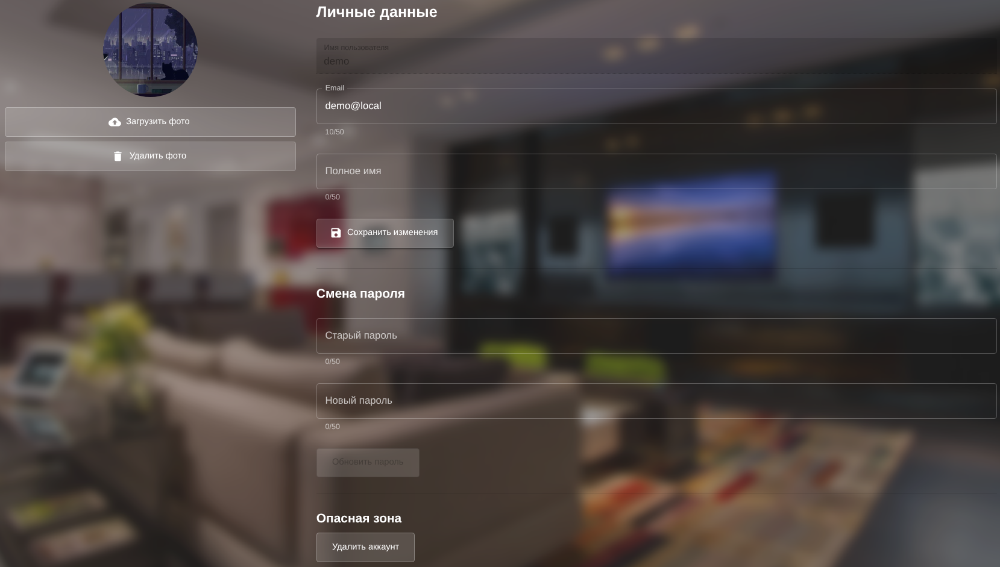 Личные данные
Имя пользователя
demo
Email
demo@local
10/50
Загрузить фото
Удалить фото
Полное имя
0/50
Сохранить изменения
Смена пароля
Старый пароль
0/50
Новый пароль
0/50
Обновить пароль
Опасная зона
Удалить аккаунт